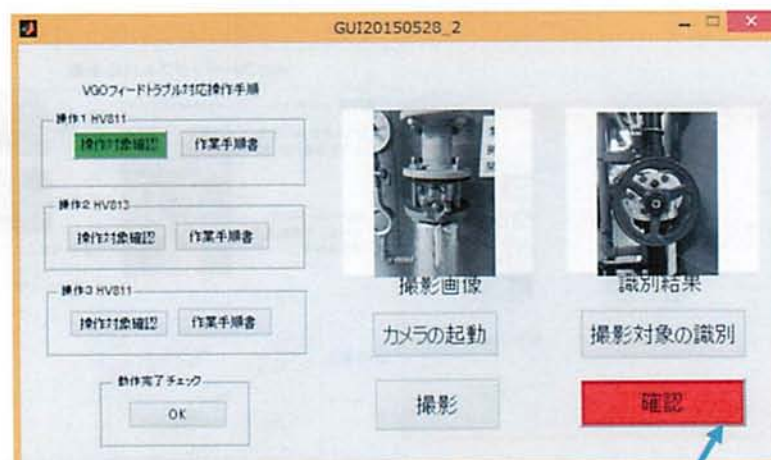 GUI20150528_2
VGOフィードトラブル対応操作手順
操作1 HV811
操作対象確認 作業手順書
操作2 HV813
操作対象確認 作業手順書
操作3 HV811
操作対象確認 作業手順書
動作完了チェック
OK
撮影画像
カメラの起動
撮影
識別結果
撮影対象の識別
確認